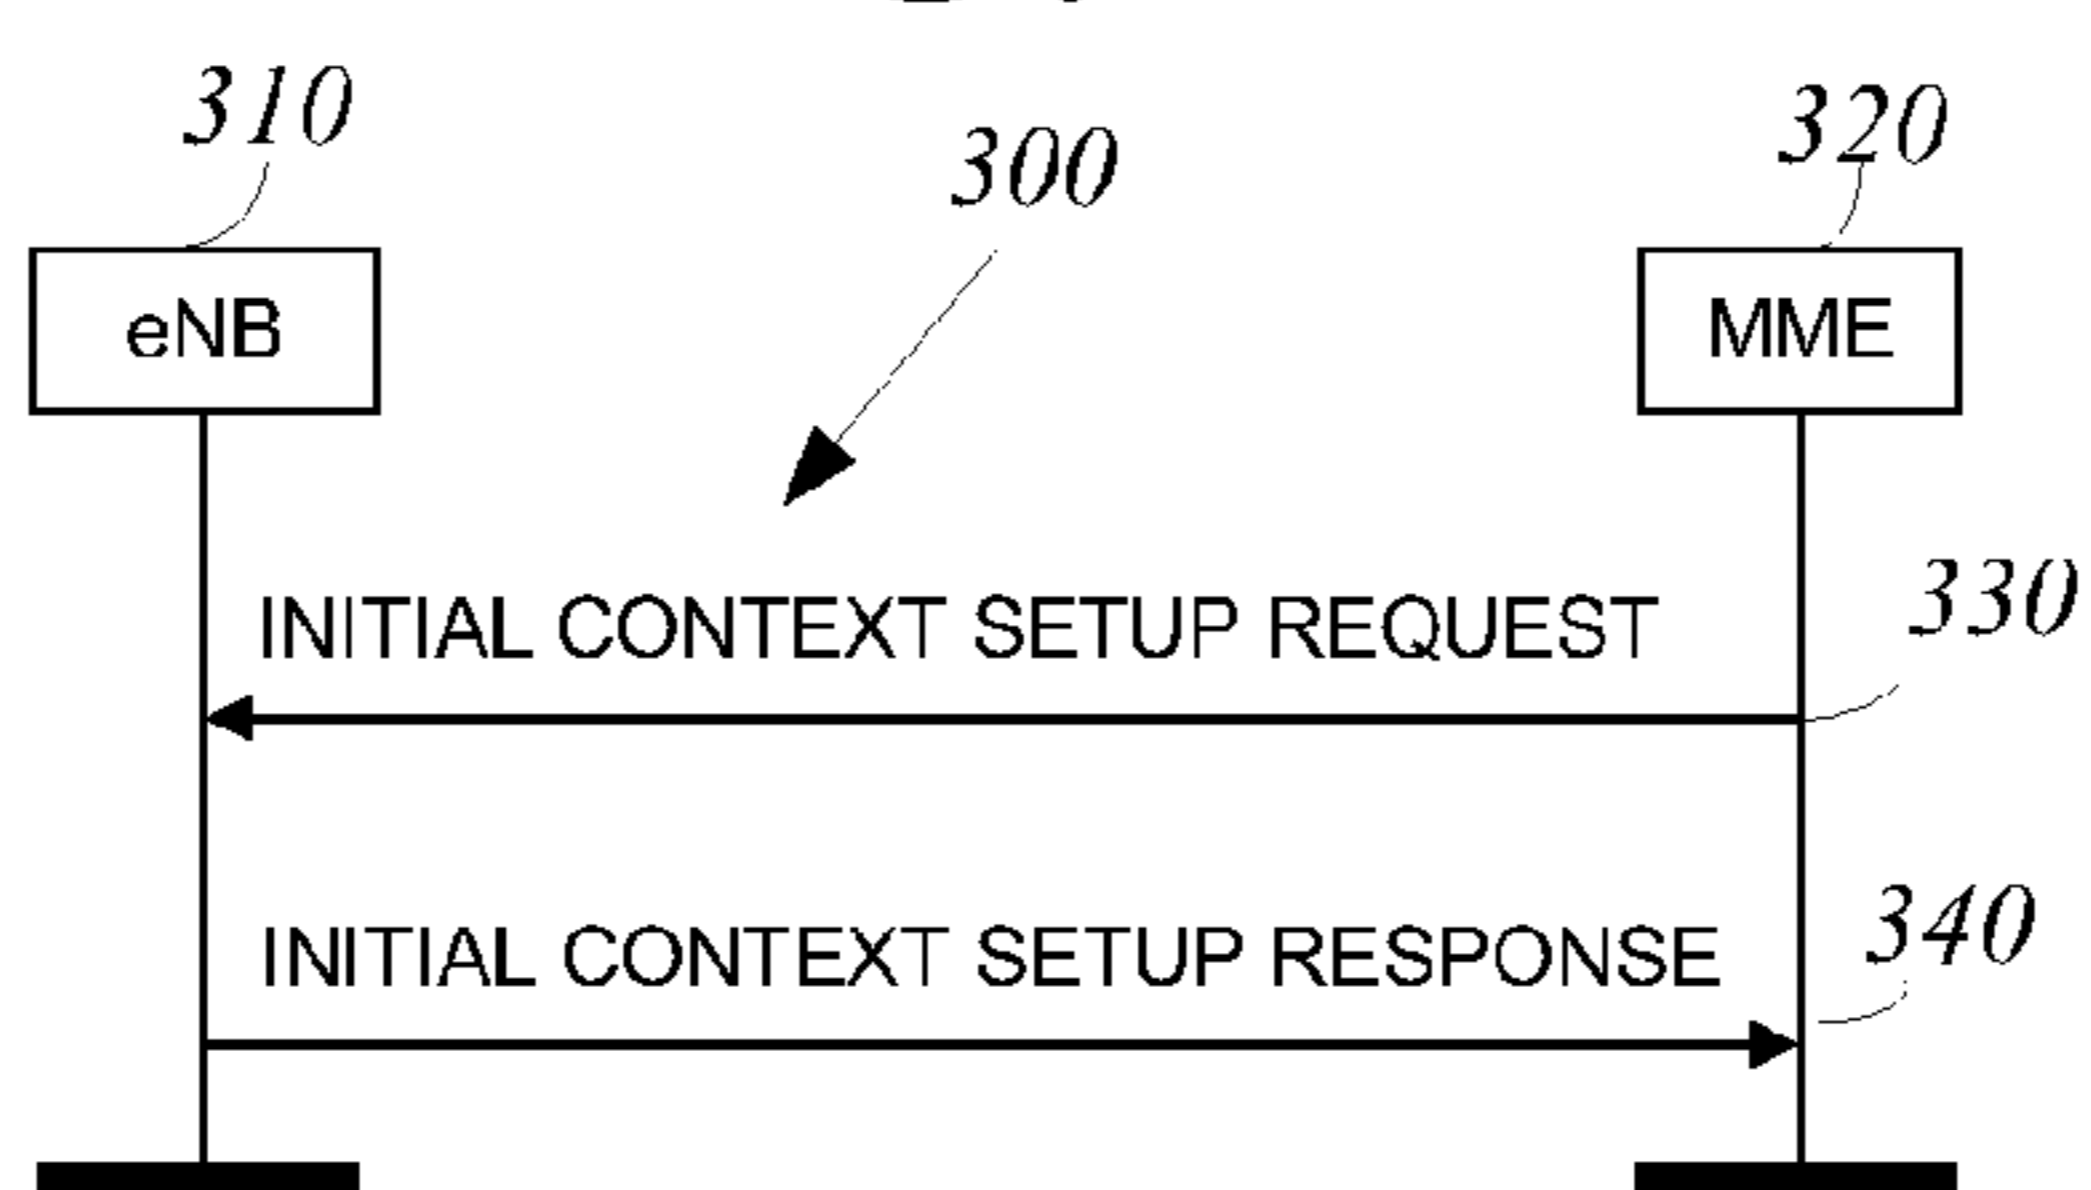 310
300
320
eNB
MME
INITIAL CONTEXT SETUP REQUEST
330
INITIAL CONTEXT SETUP RESPONSE
340